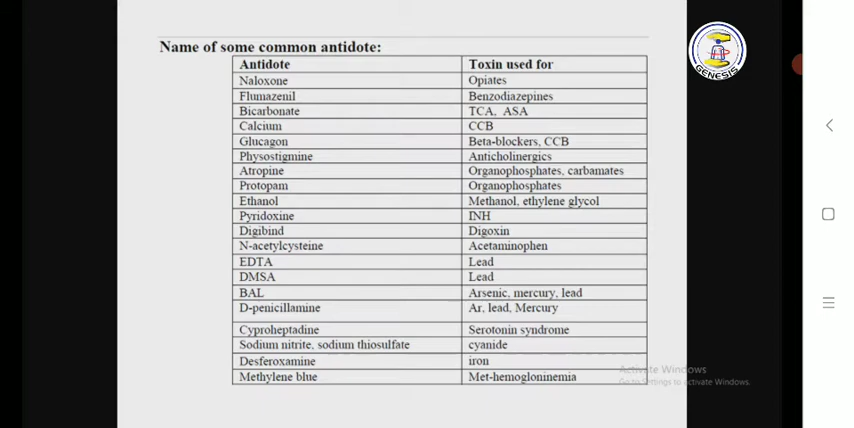 Name of some common antidote:
Antidote Toxin used for
Naloxone Opiates
Flumazenil Benzodiazepines
Bicarbonate TCA, ASA
Calcium CCB
Glucagon Beta-blockers, CCB
Physostigmine Anticholinergics
Atropine Organophosphates, carbamates
Protopam Organophosphates
Ethanol Methanol, ethylene glycol
Pyridoxine INH
Digibind Digoxin
N-acetylcysteine Acetaminophen
EDTA Lead
DMSA Lead
BAL Arsenic, mercury, lead
D-penicillamine Ar, lead, Mercury
Cyproheptadine Serotonin syndrome
Sodium nitrite, sodium thiosulfate cyanide
Desferoxamine iron
Methylene blue Met-hemogloninemia
GENESIS
Activate Windows
Go to Settings to activate Windows.